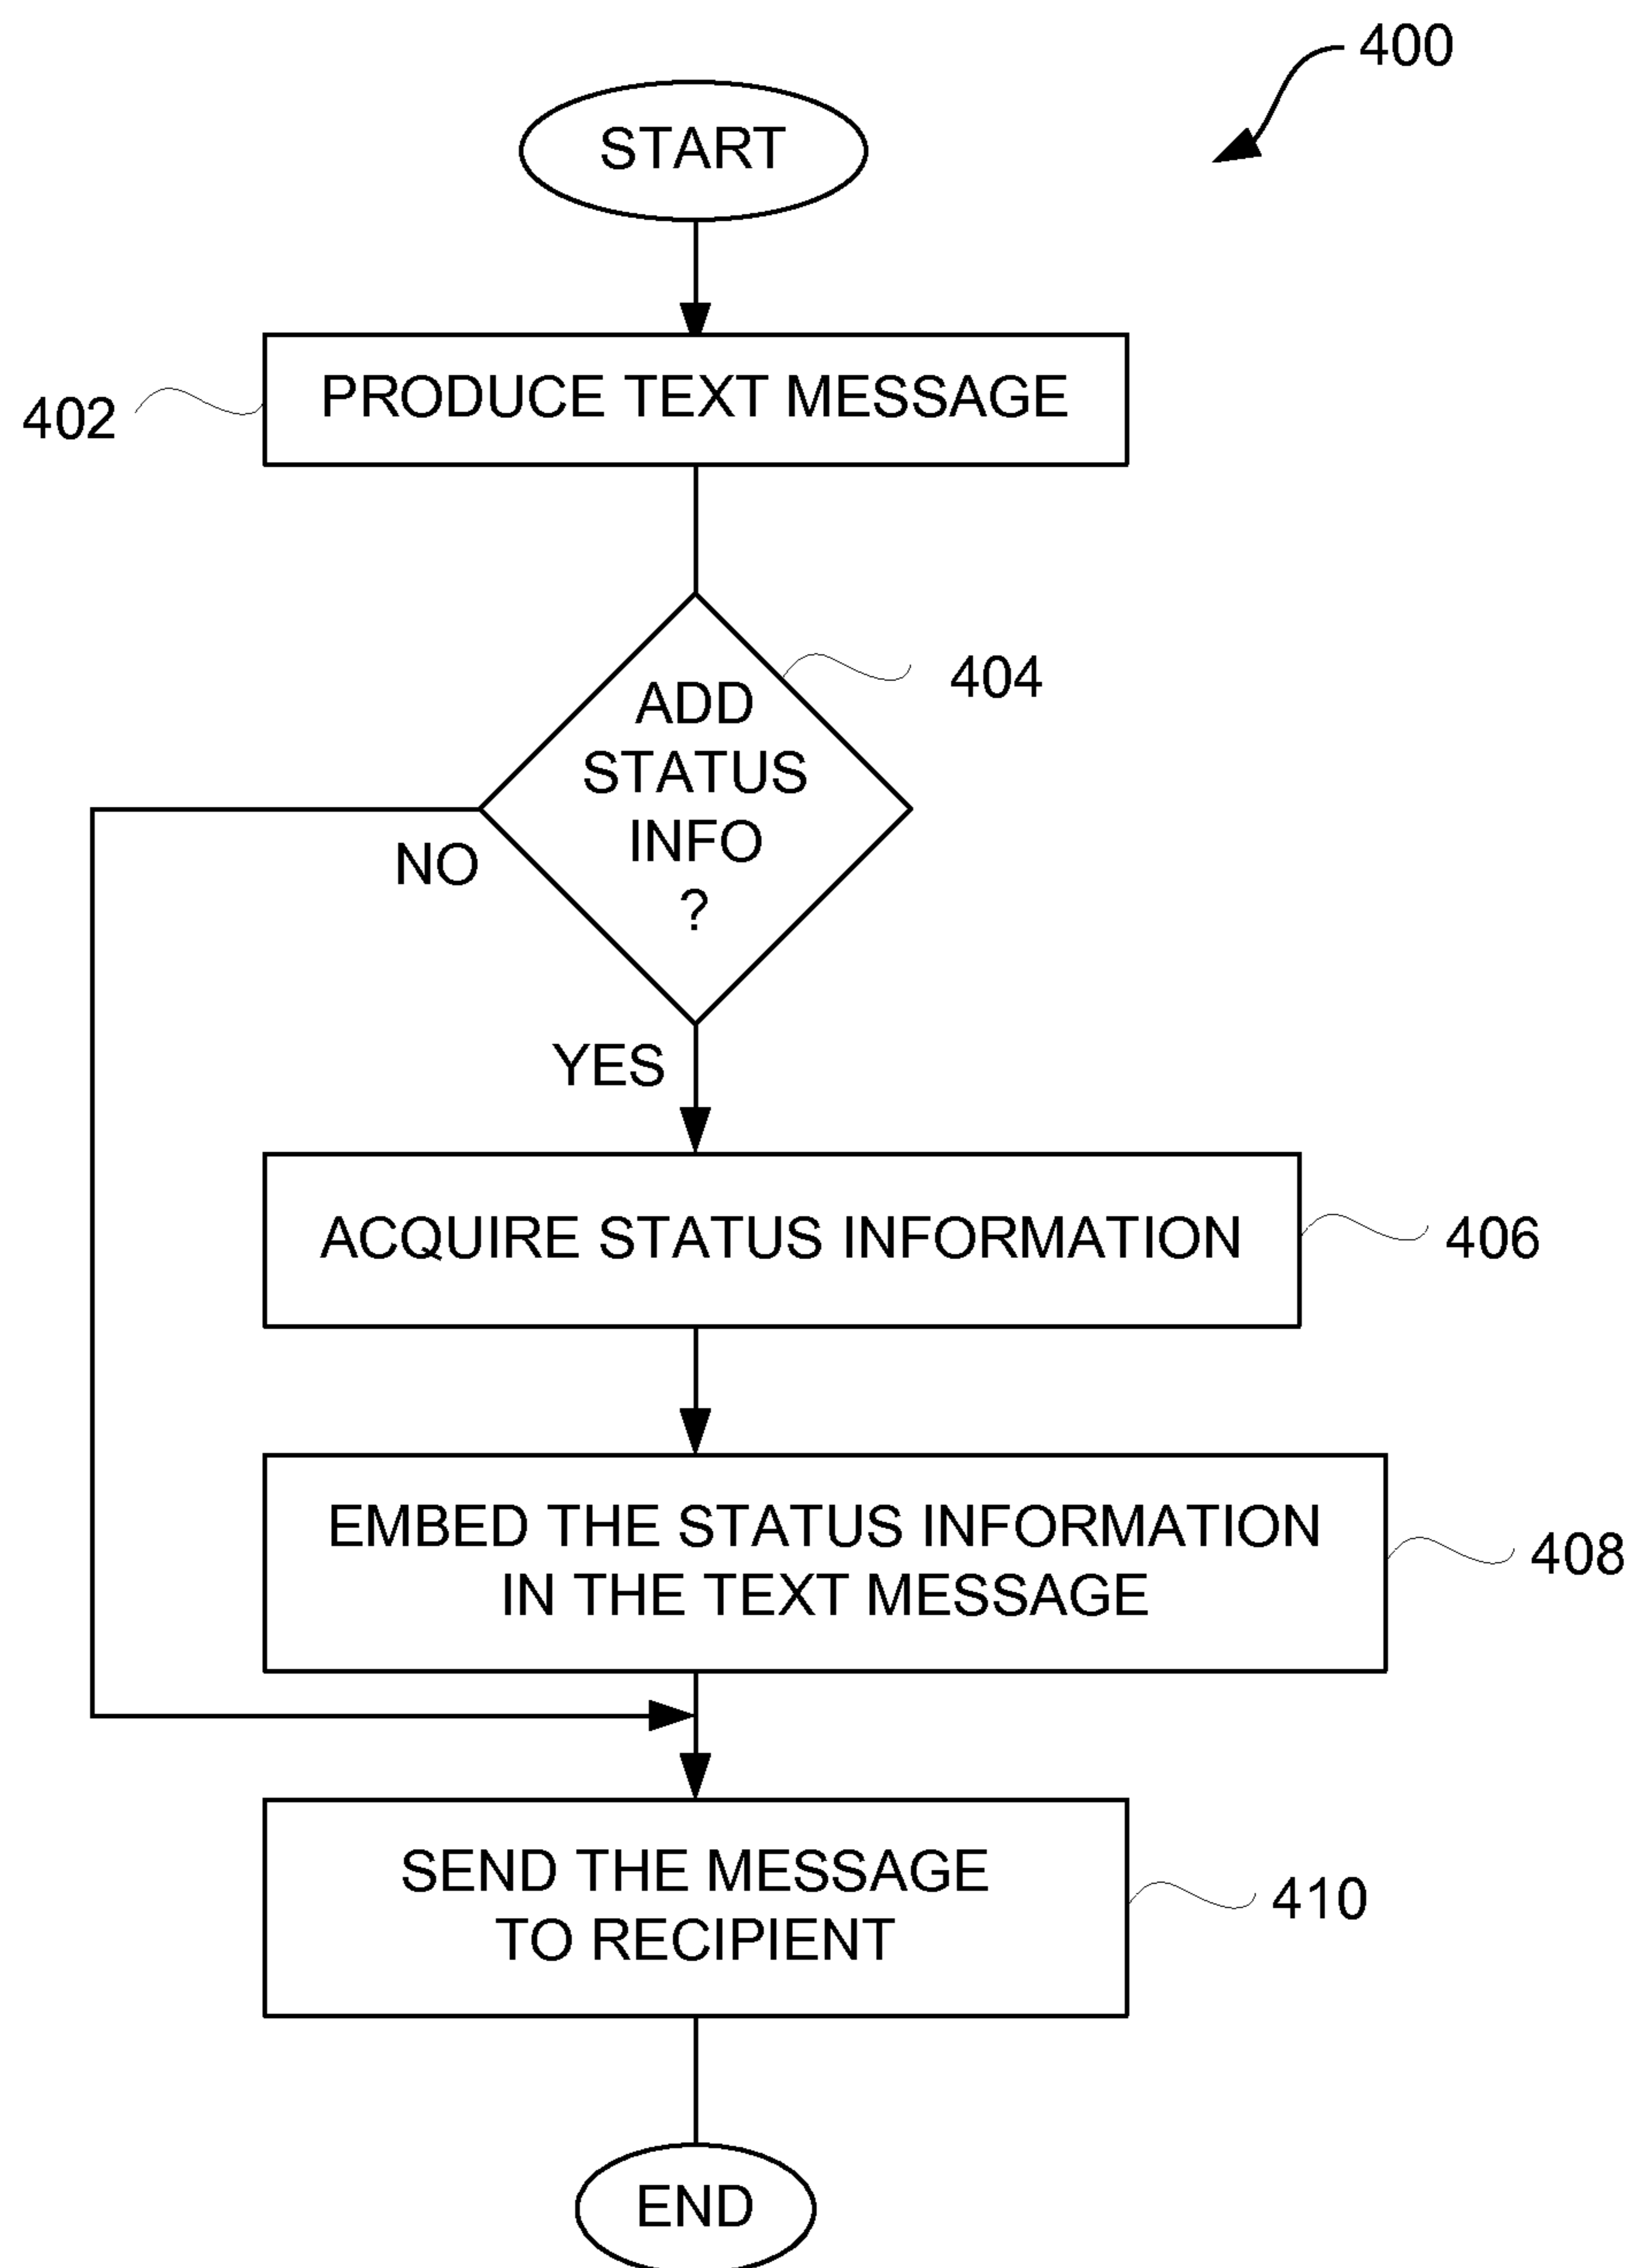 400
START
PRODUCE TEXT MESSAGE
402
404
ADD
STATUS
INFO
?
NO
YES
ACQUIRE STATUS INFORMATION
406
EMBED THE STATUS INFORMATION
IN THE TEXT MESSAGE
408
SEND THE MESSAGE
TO RECIPIENT
410
END